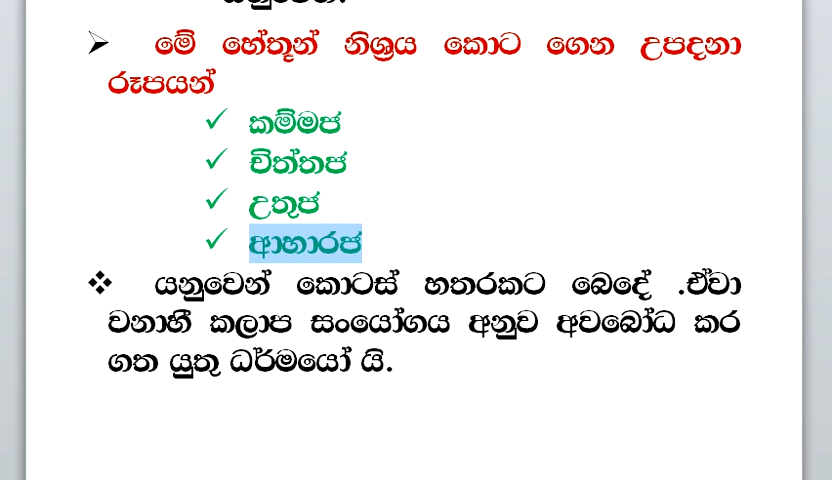 ➢ මේ හේතූන් නිශ්‍රය කොට ගෙන උපදනා
රූපයන්
✓ කම්මජ
✓ චිත්තජ
✓ උතුජ
✓ ආහාරජ
❖ යනුවෙන් කොටස් හතරකට බෙදේ .ඒවා
වනාහී කලාප සංයෝගය අනුව අවබෝධ කර
ගත යුතු ධර්මයෝ යි.